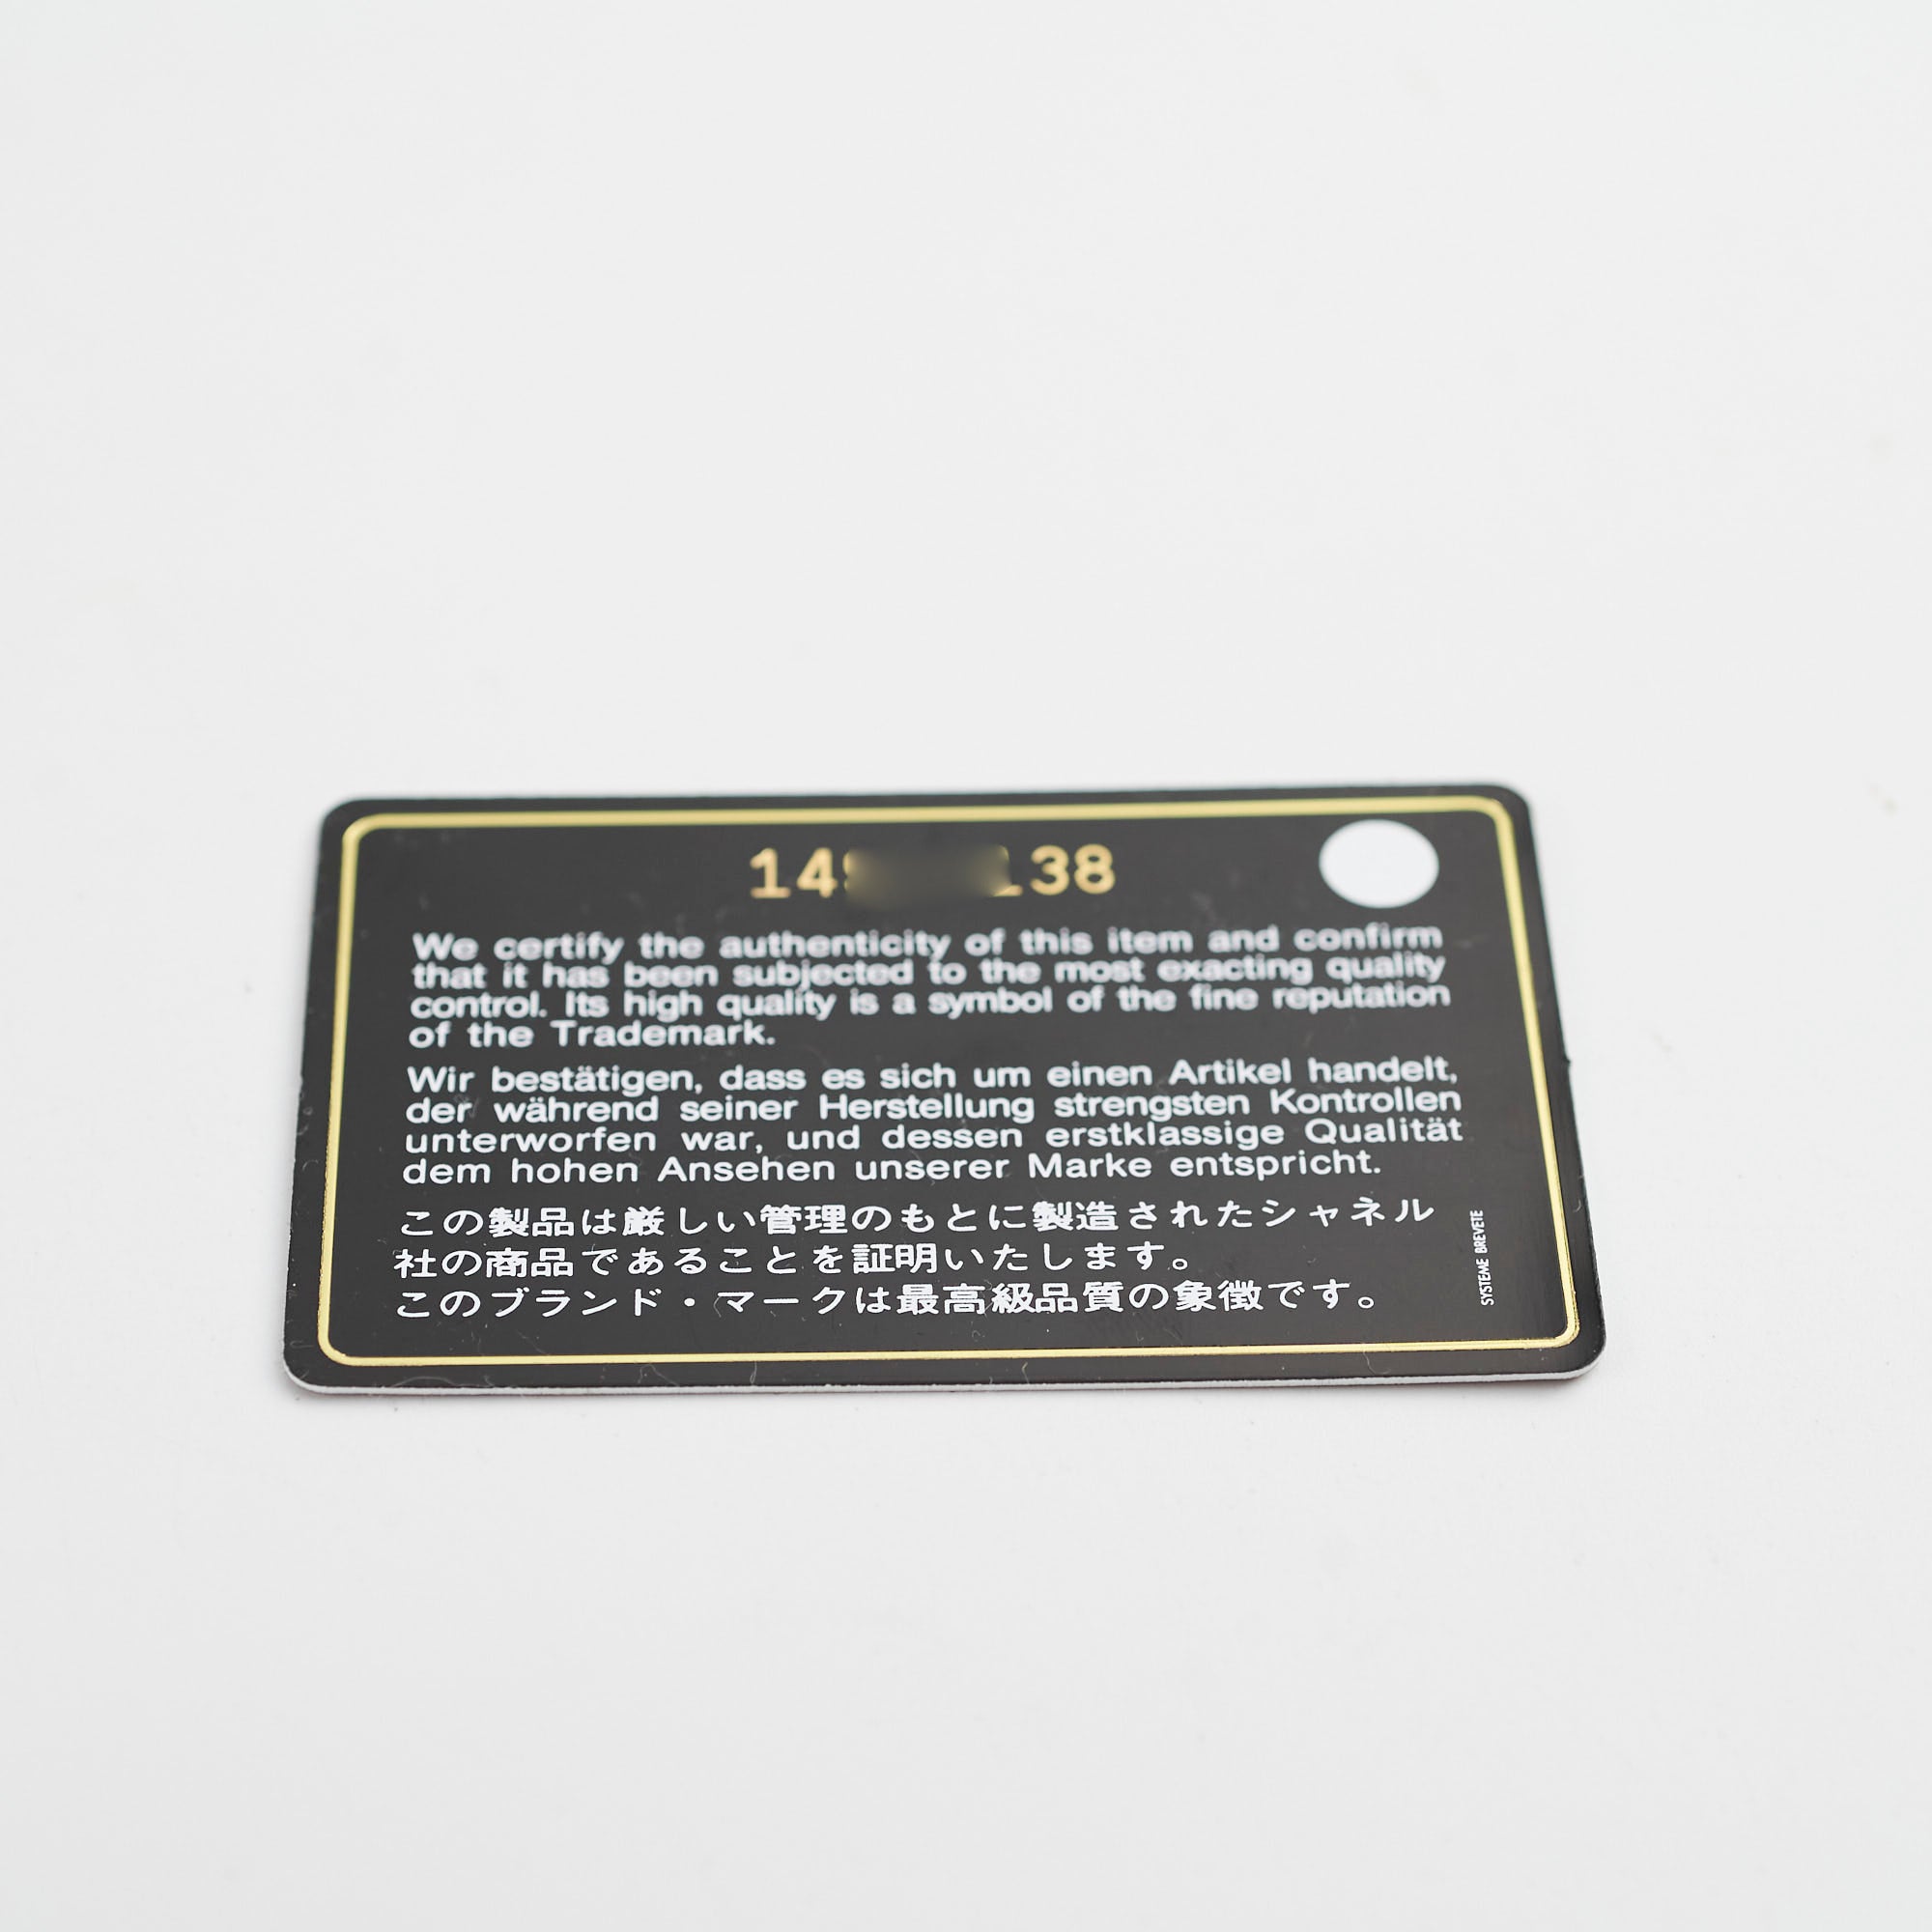 We certify the authenticity of this item and confirm
that it has been subjected to the most exacting quality
control. Its high quality is a symbol of the fine reputation
of the Trademark.
Wir bestätigen, dass es sich um einen Artikel handelt,
der während seiner Herstellung strengsten Kontrollen
unterworfen war, und dessen erstklassige Qualität
dem hohen Ansehen unserer Marke entspricht.
この製品は厳しい管理のもとに製造されたシャネル
社の商品であることを証明いたします。
このブランド・マークは最高級品質の象徴です。
SYSTEME BREVETE